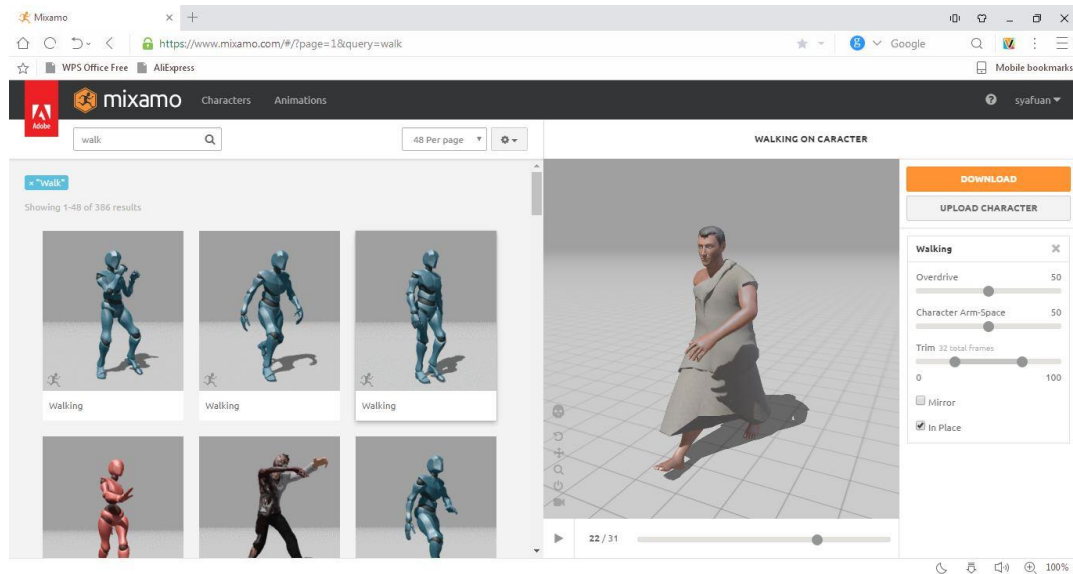 Mixamo
https://www.mixamo.com/#/?page=1&query=walk
g Google
WPS Office Free
AliExpress
Mobile bookmarks
Adobe
mixamo
Characters
Animations
syafuan
walk
48 Per page
WALKING ON CARACTER
× "Walk"
Showing 1-48 of 386 results
Walking
Walking
Walking
DOWNLOAD
UPLOAD CHARACTER
Walking
Overdrive 50
Character Arm-Space 50
Trim 32 total frames
0 100
Mirror
In Place
22 / 31
100%